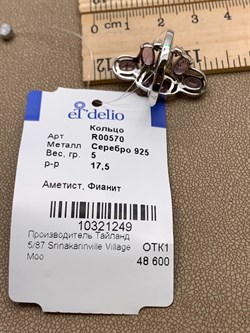 el' delio
Кольцо
Арт R00570
Металл Серебро 925
Вес, гр. 5
р-р 17,5
Аметист, Фианит
10321249
Производитель Тайланд
5/87 Srinakarinville Village
Moo
ОТК1
48 600